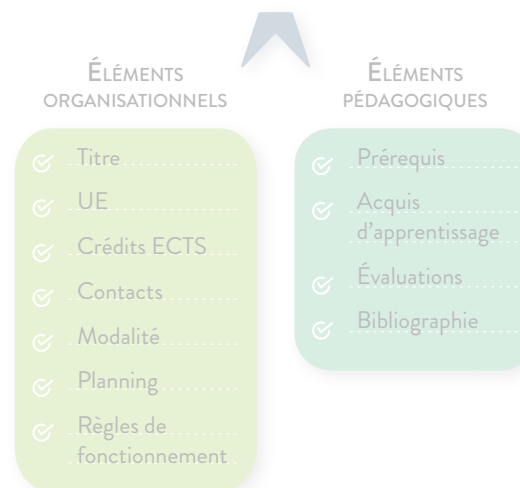 Éléments
organisationnels
Titre
UE
Crédits ECTS
Contacts
Modalité
Planning
Règles de
fonctionnement
Éléments
pédagogiques
Prérequis
Acquis
d’apprentissage
Évaluations
Bibliographie